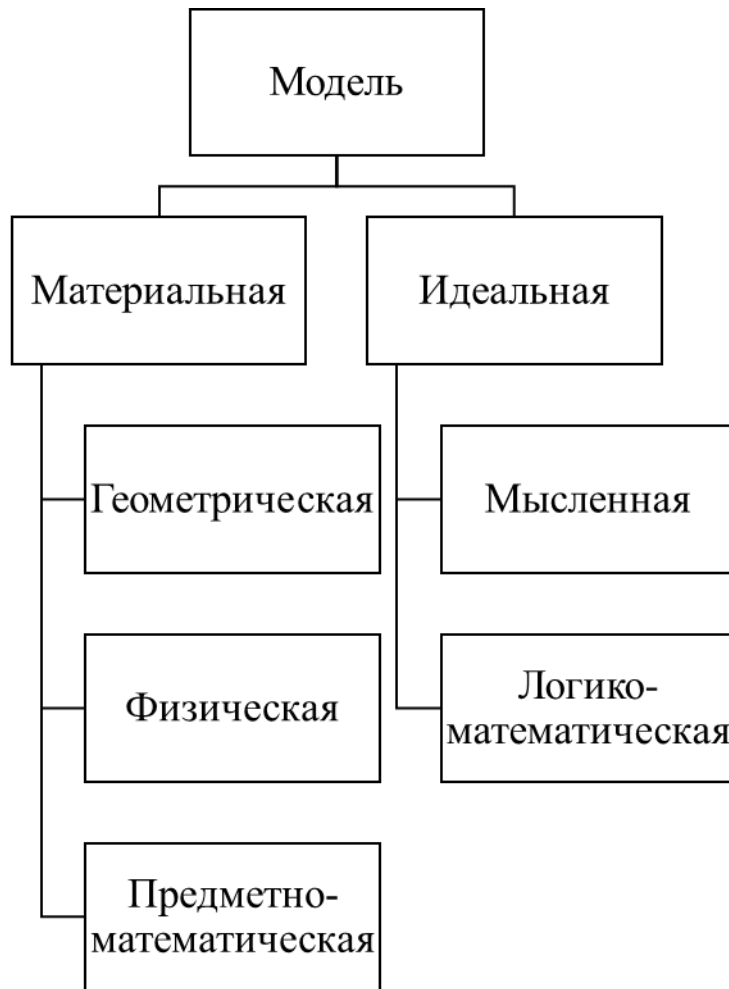 Модель
Материальная
Идеальная
Геометрическая
Мысленная
Физическая
Логико-
математическая
Предметно-
математическая